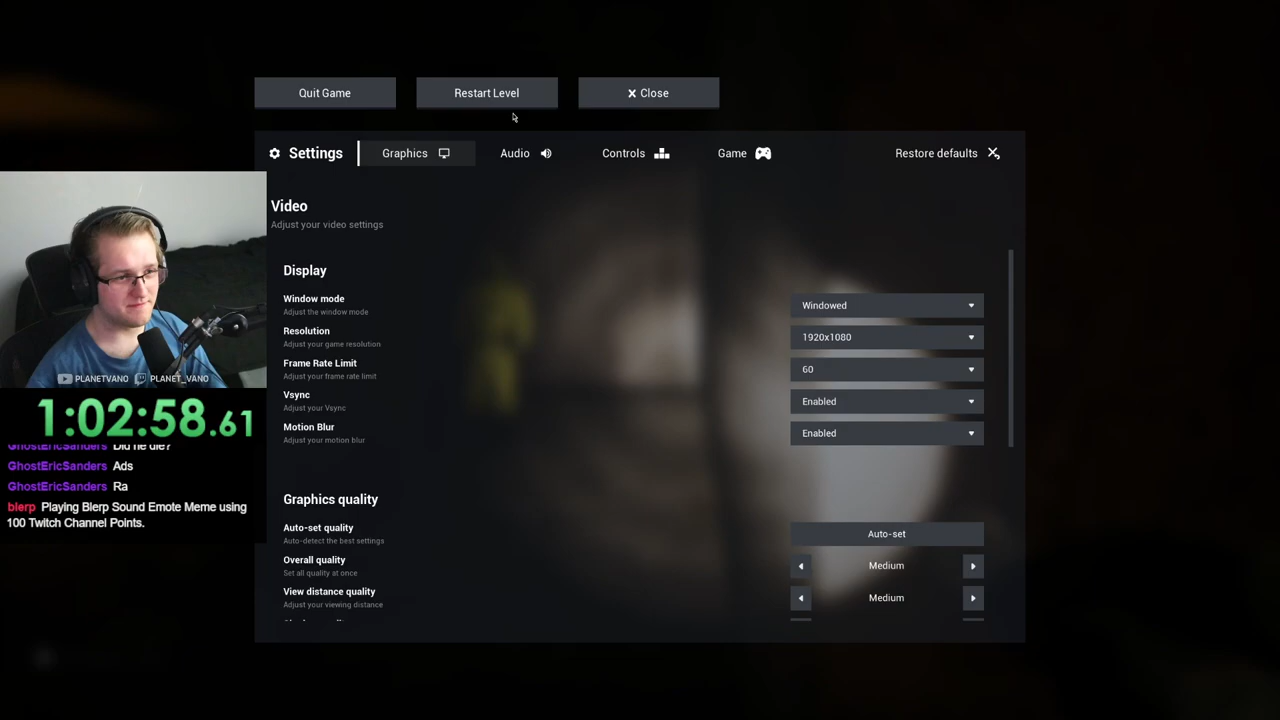 Quit Game
Restart Level
Close
Settings
Graphics
Audio
Controls
Game
Restore defaults
Video
Adjust your video settings
Display
Window mode
Adjust the window mode
Windowed
Resolution
Adjust your game resolution
1920x1080
Frame Rate Limit
Adjust your frame rate limit
60
Vsync
Adjust your Vsync
Enabled
Motion Blur
Adjust your motion blur
Enabled
Graphics quality
Auto-set quality
Auto-detect the best settings
Auto-set
Overall quality
Set all quality at once
Medium
View distance quality
Adjust your viewing distance
Medium
PLANETVANO PLANET_VANO
1:02:58.61
GhostEricSanders Did he die?
GhostEricSanders Ads
GhostEricSanders Ra
blerp Playing Blerp Sound Emote Meme using
100 Twitch Channel Points.